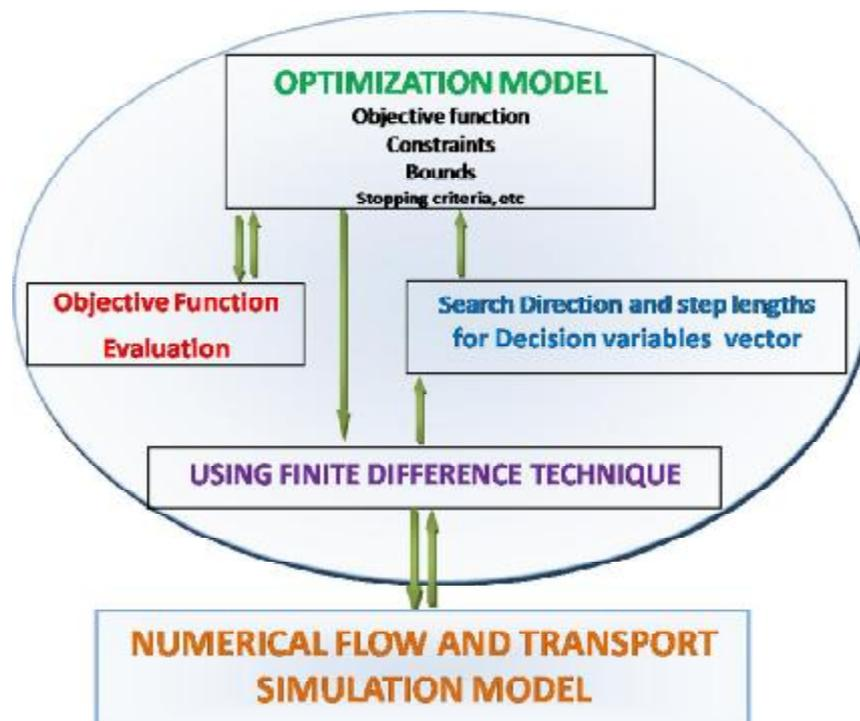 OPTIMIZATION MODEL
Objective function
Constraints
Bounds
Stopping criteria, etc
Objective Function
Evaluation
Search Direction and step lengths
for Decision variables vector
USING FINITE DIFFERENCE TECHNIQUE
NUMERICAL FLOW AND TRANSPORT
SIMULATION MODEL